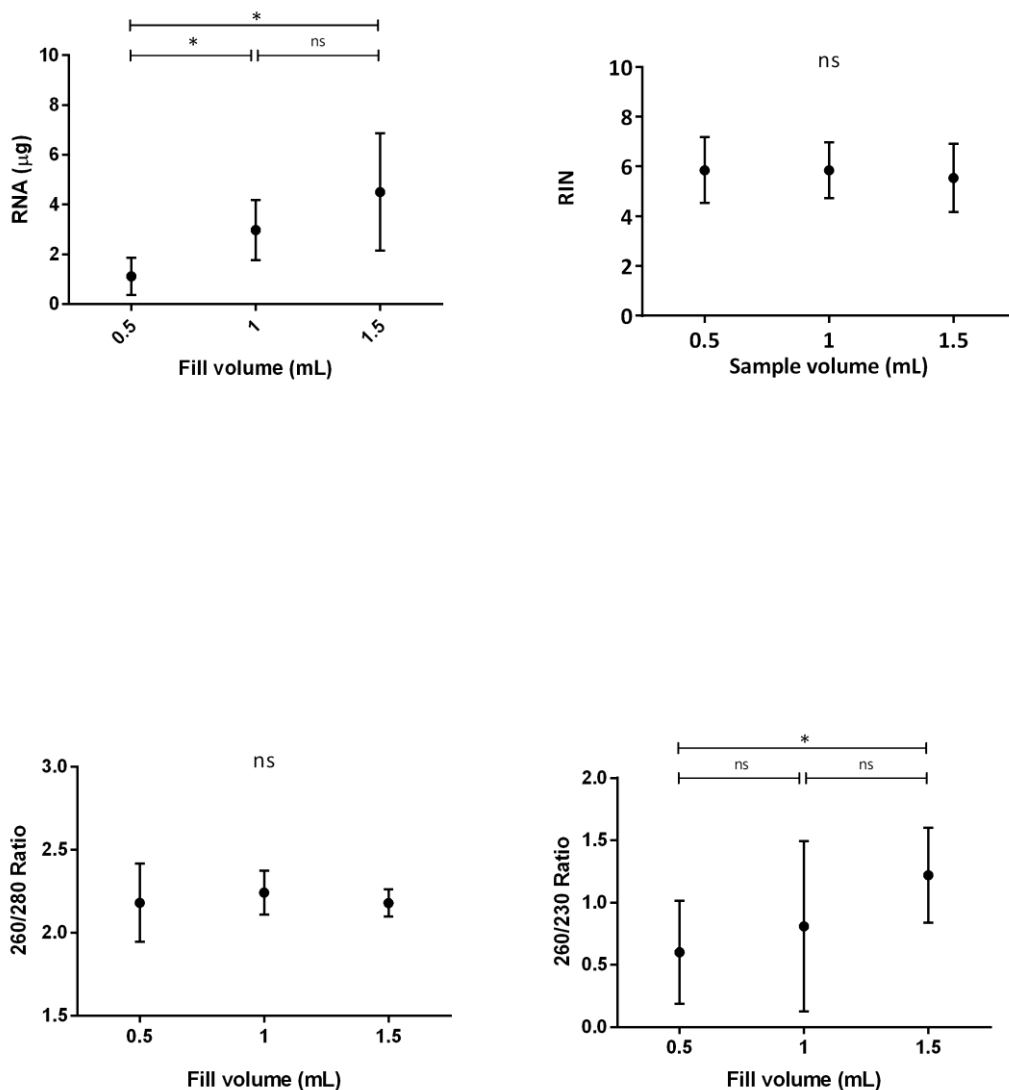 *
* ns
10
8
6
4
2
0
RNA (μg)
0.5 1 1.5
Fill volume (mL)
ns
10
8
6
4
2
0
RIN
0.5 1 1.5
Sample volume (mL)
ns
3.0
2.5
2.0
1.5
260/280 Ratio
0.5 1 1.5
Fill volume (mL)
*
ns ns
2.0
1.5
1.0
0.5
0.0
260/230 Ratio
0.5 1 1.5
Fill volume (mL)